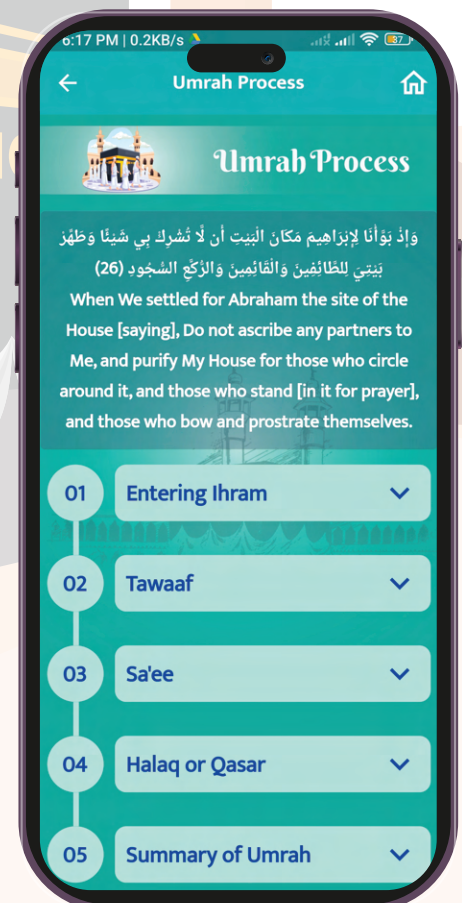 6:17 PM | 0.2KB/s
37
Umrah Process
Umrah Process
وَإِذْ بَوَّأْنَا لِإِبْرَاهِيمَ مَكَانَ الْبَيْتِ أَن لَّا تُشْرِكْ بِي شَيْئًا وَطَهِّرْ
بَيْتِيَ لِلطَّائِفِينَ وَالْقَائِمِينَ وَالرُّكَّعِ السُّجُودِ (26)
When We settled for Abraham the site of the
House [saying], Do not ascribe any partners to
Me, and purify My House for those who circle
around it, and those who stand [in it for prayer],
and those who bow and prostrate themselves.
01 Entering Ihram
02 Tawaaf
03 Sa'ee
04 Halaq or Qasar
05 Summary of Umrah